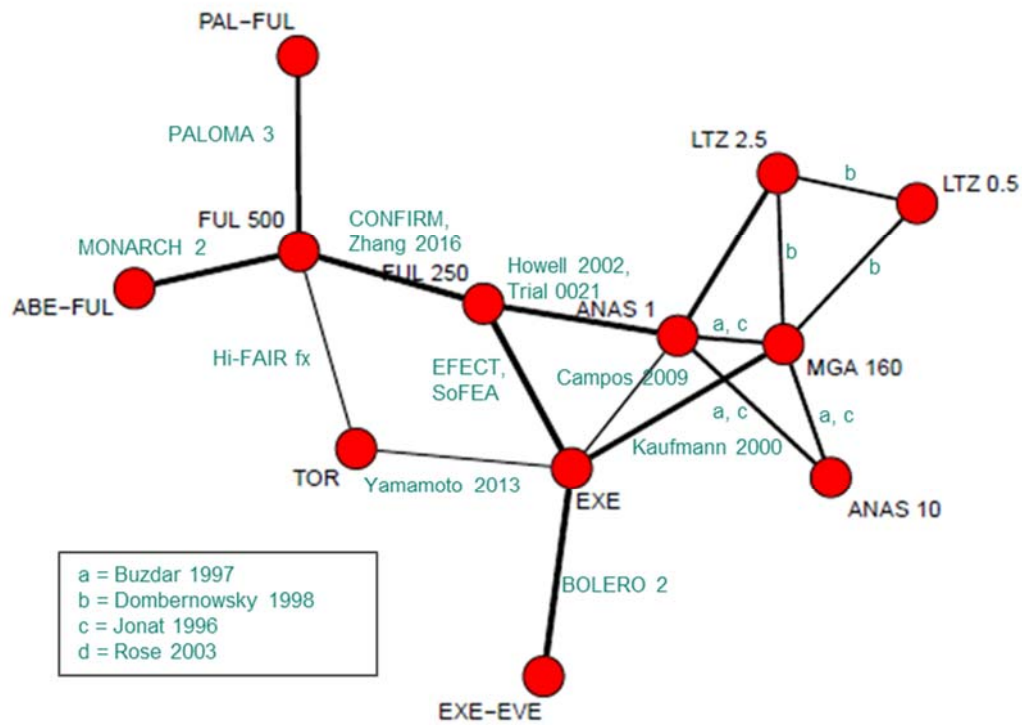 PAL−FUL
PALOMA 3
LTZ 2.5
b
LTZ 0.5
FUL 500
CONFIRM,
Zhang 2016
MONARCH 2
b
b
FUL 250
Howell 2002,
Trial 0021
ABE−FUL
ANAS 1
a, c
MGA 160
Hi-FAIR fx
EFECT,
SoFEA
Campos 2009
a, c
a, c
Kaufmann 2000
TOR
Yamamoto 2013
EXE
ANAS 10
BOLERO 2
a = Buzdar 1997
b = Dombernowsky 1998
c = Jonat 1996
d = Rose 2003
EXE−EVE